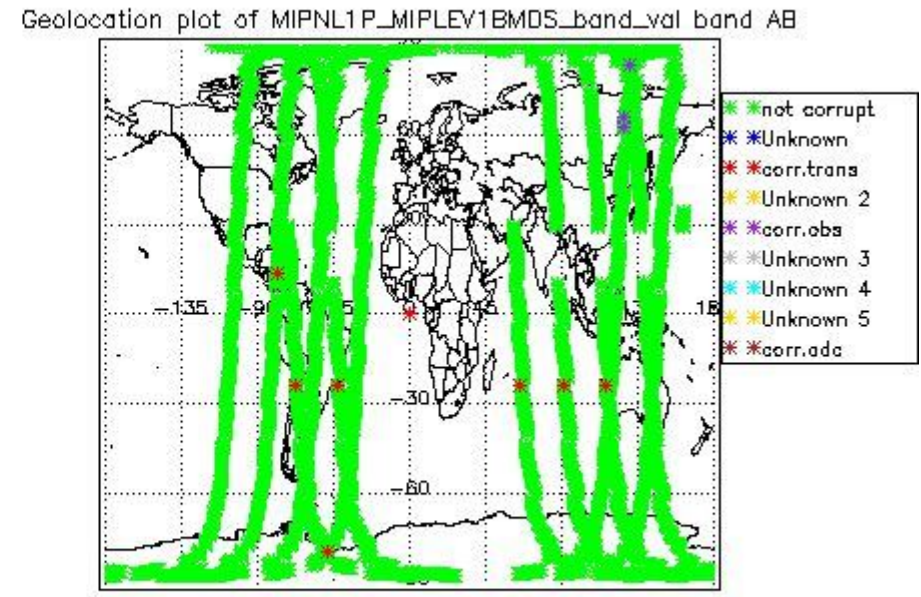 Geolocation plot of MIPNL1P_MIPLEV1BMDS_band_val band AB
not corrupt
Unknown
corr.trans
Unknown 2
corr.obs
Unknown 3
Unknown 4
Unknown 5
corr.adc
60
-135
-30
-60